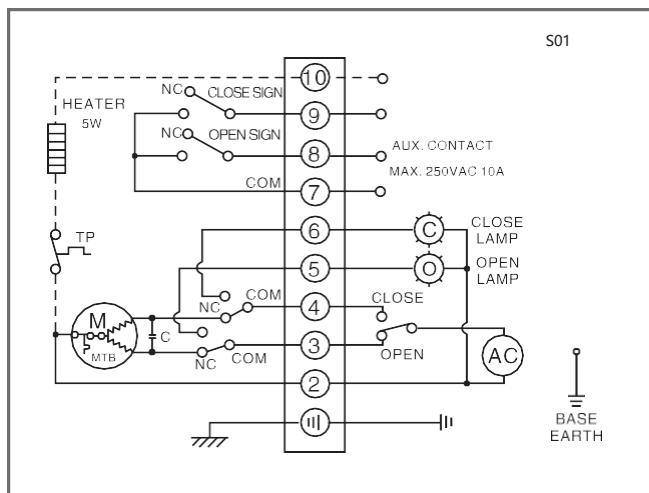 S01
10
NC CLOSE SIGN
HEATER
5W
9
NC OPEN SIGN
8
AUX. CONTACT
MAX. 250VAC 10A
COM
7
6
C
CLOSE
LAMP
TP
5
O
OPEN
LAMP
COM
4
CLOSE
NC
M
C
MTB
NC
COM
3
OPEN
AC
2
BASE
EARTH